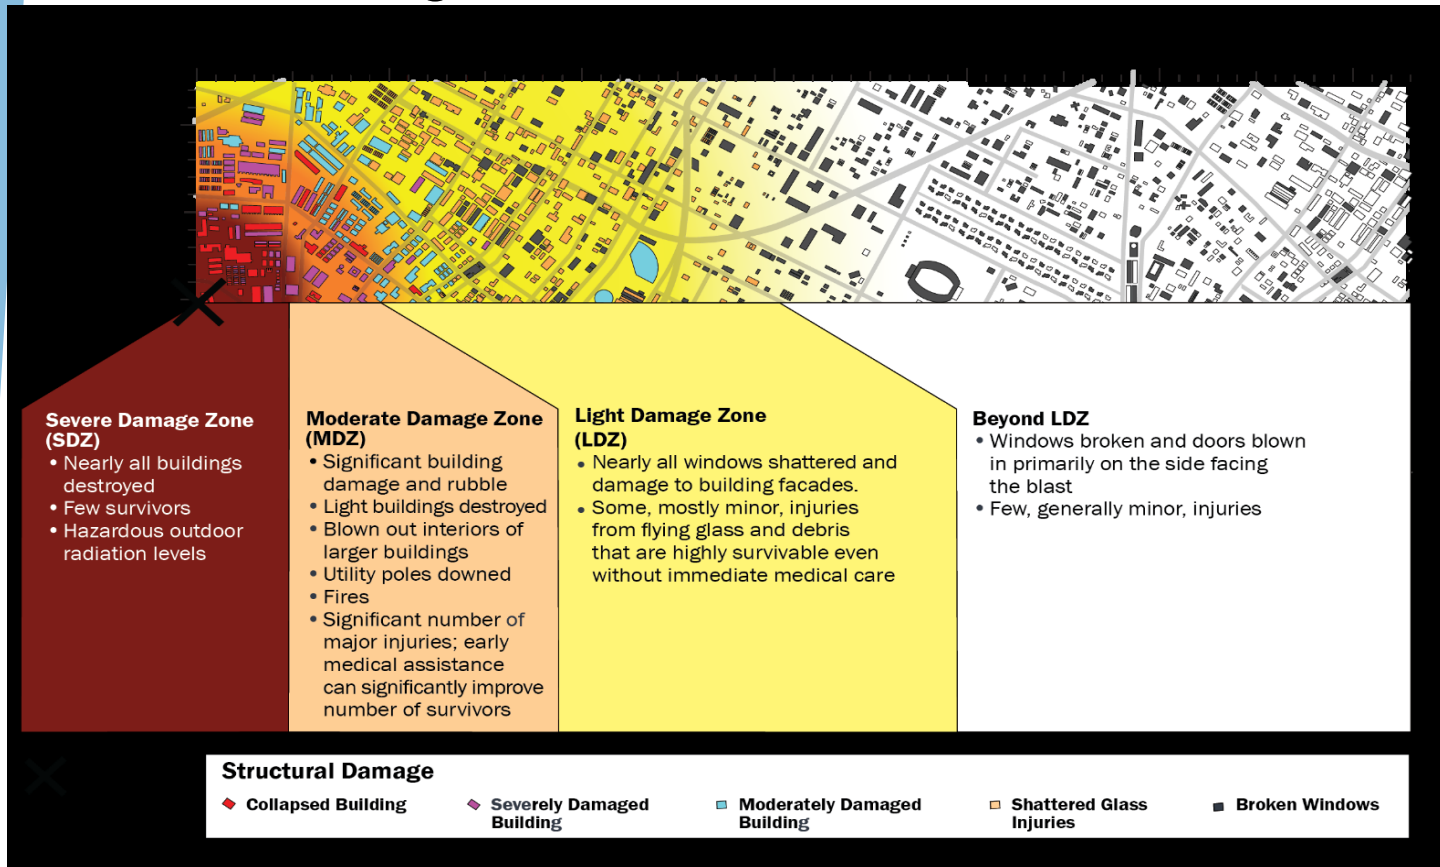 Severe Damage Zone
(SDZ)
• Nearly all buildings
destroyed
• Few survivors
• Hazardous outdoor
radiation levels
Moderate Damage Zone
(MDZ)
• Significant building
damage and rubble
• Light buildings destroyed
• Blown out interiors of
larger buildings
• Utility poles downed
• Fires
• Significant number of
major injuries; early
medical assistance
can significantly improve
number of survivors
Light Damage Zone
(LDZ)
• Nearly all windows shattered and
damage to building facades.
• Some, mostly minor, injuries
from flying glass and debris
that are highly survivable even
without immediate medical care
Beyond LDZ
• Windows broken and doors blown
in primarily on the side facing
the blast
• Few, generally minor, injuries
Structural Damage
Collapsed Building
Severely Damaged
Building
Moderately Damaged
Building
Shattered Glass
Injuries
Broken Windows